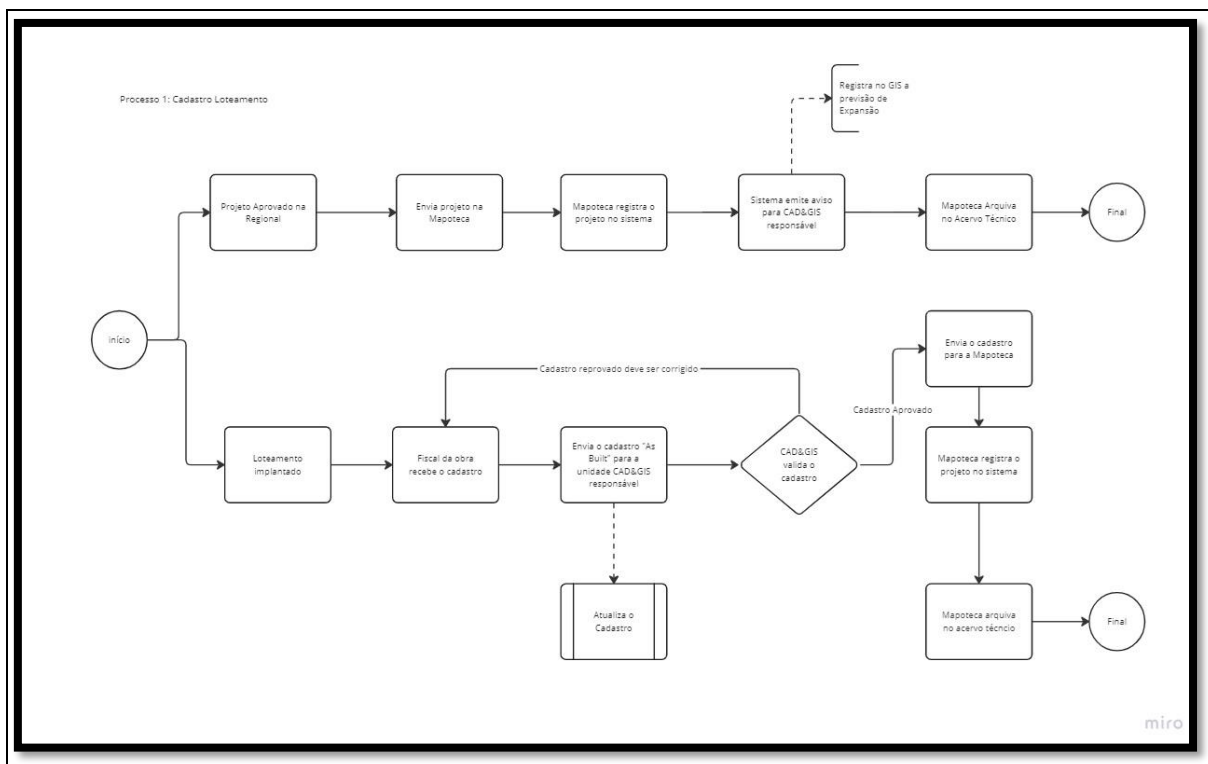 Processo 1: Cadastro Loteamento
Registra no GIS a
previsão de
Expansão
Projeto Aprovado na
Regional
Envia projeto na
Mapoteca
Mapoteca registra o
projeto no sistema
Sistema emite aviso
para CAD&GIS
responsável
Mapoteca Arquiva
no Acervo Técnico
Final
início
Cadastro reprovado deve ser corrigido
Envia o cadastro
para a Mapoteca
Cadastro Aprovado
Loteamento
implantado
Fiscal da obra
recebe o cadastro
Envia o cadastro "As
Built" para a
unidade CAD&GIS
responsável
CAD&GIS
valida o
cadastro
Mapoteca registra o
projeto no sistema
Atualiza o
Cadastro
Mapoteca arquiva
no acervo técncio
Final
miro